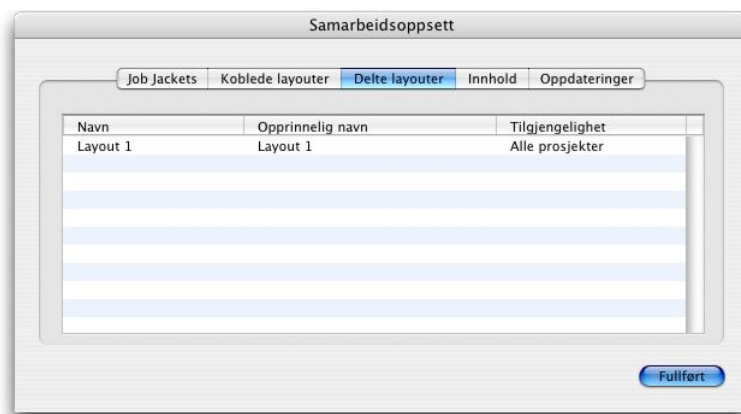 Samarbeidsoppsett
Job Jackets Koblede layouter Delte layouter Innhold Oppdateringer
Navn Opprinnelig navn Tilgjengelighet
Layout 1 Layout 1 Alle prosjekter
Fullført